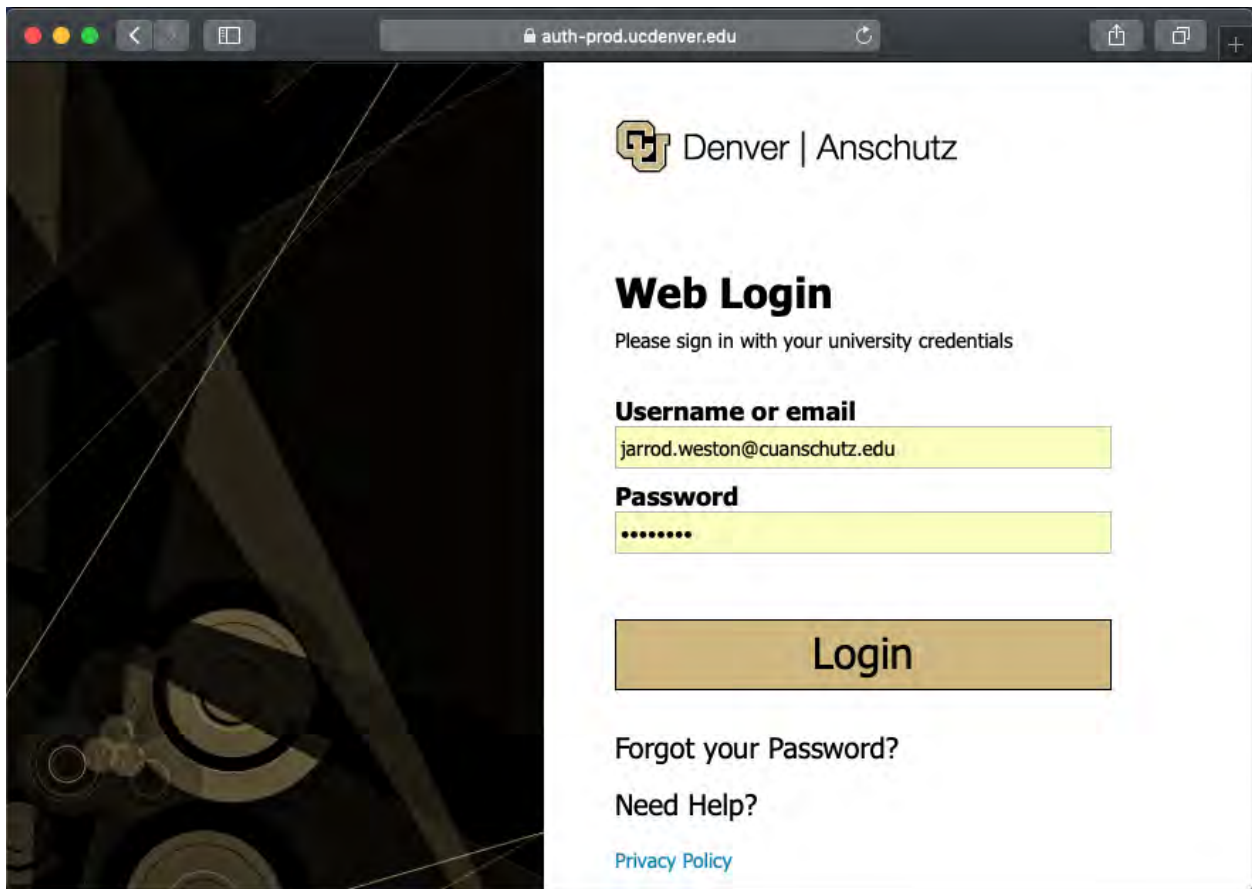 auth-prod.ucdenver.edu
CU Denver | Anschutz
Web Login
Please sign in with your university credentials
Username or email
jarrod.weston@cuanschutz.edu
Password
••••••••
Login
Forgot your Password?
Need Help?
Privacy Policy